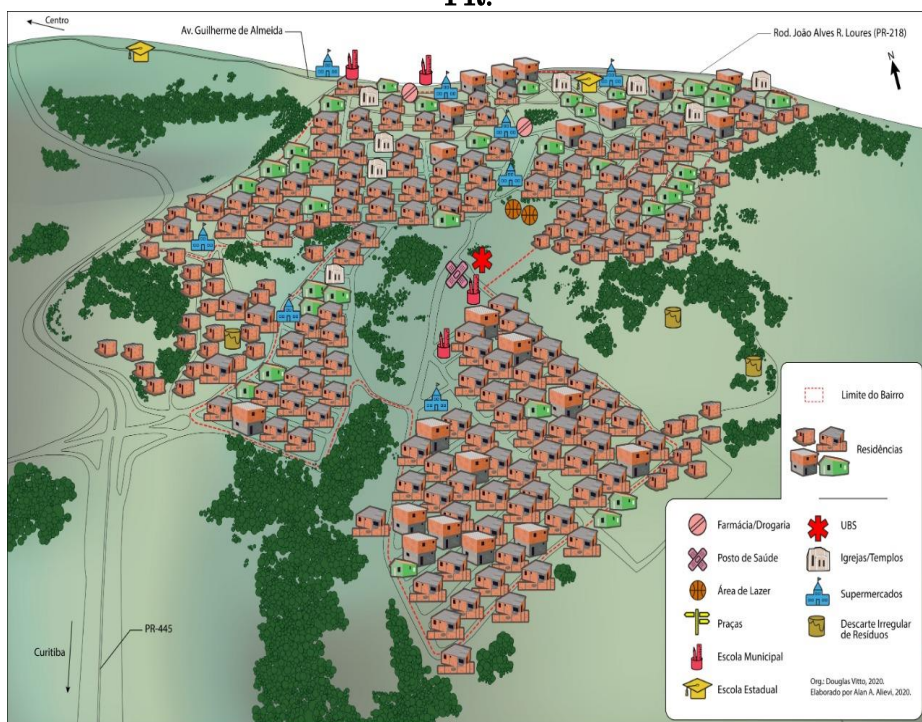 PR.
Centro
Av. Guilherme de Almeida
Rod. João Alves R. Loures (PR-218)
N
Limite do Bairro
Residências
Farmácia/Drogaria
UBS
Posto de Saúde
Igrejas/Templos
Área de Lazer
Supermercados
Praças
Descarte Irregular
de Resíduos
Escola Municipal
Escola Estadual
Org.: Douglas Vitto, 2020.
Elaborado por Alan A. Alievi, 2020.
PR-445
Curitiba